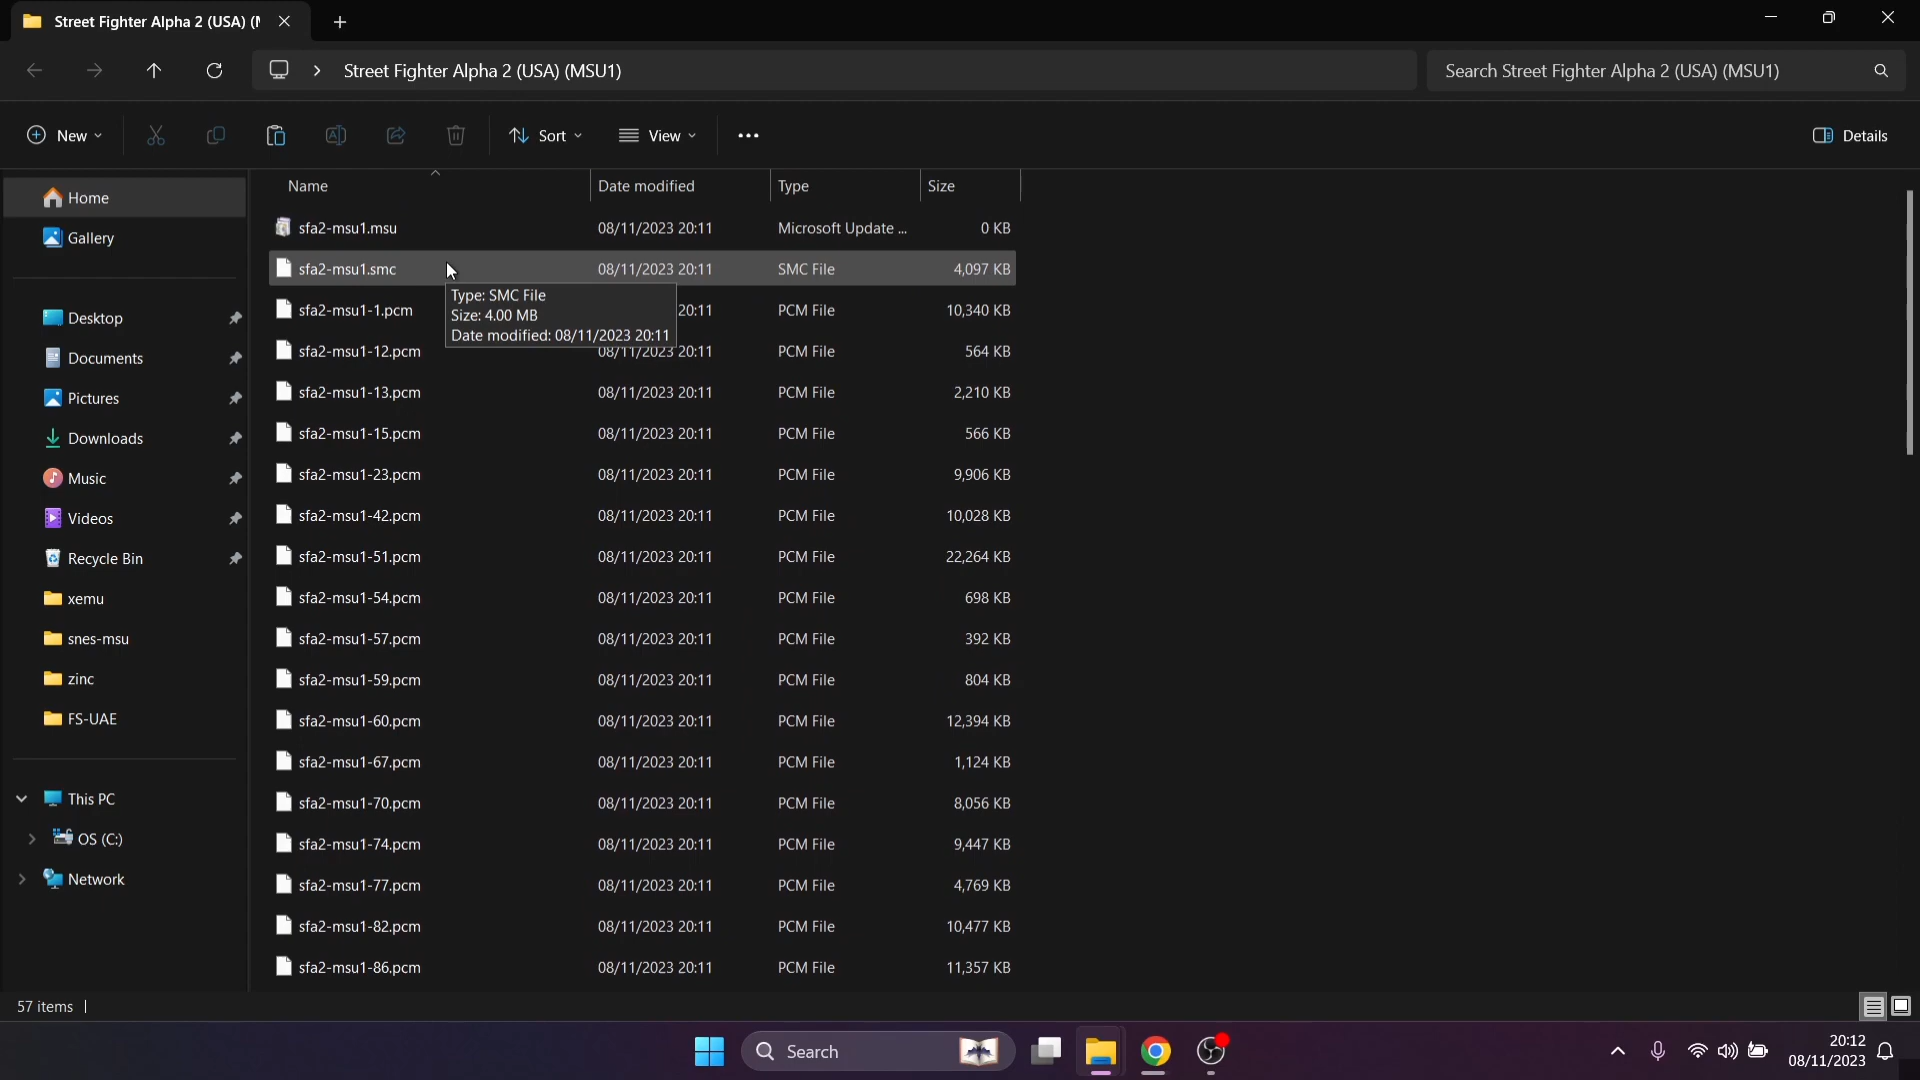 Street Fighter Alpha 2 (USA) (M
Street Fighter Alpha 2 (USA) (MSU1)
Search Street Fighter Alpha 2 (USA) (MSU1)
New
Sort
View
Details
Home
Gallery
Desktop
Documents
Pictures
Downloads
Music
Videos
Recycle Bin
xemu
snes-msu
zinc
FS-UAE
This PC
OS (C:)
Network
Name Date modified Type Size
sfa2-msu1.msu 08/11/2023 20:11 Microsoft Update ... 0 KB
sfa2-msu1.smc 08/11/2023 20:11 SMC File 4,097 KB
Type: SMC File
Size: 4.00 MB
Date modified: 08/11/2023 20:11
sfa2-msu1-1.pcm 20:11 PCM File 10,340 KB
sfa2-msu1-12.pcm 08/11/2023 20:11 PCM File 564 KB
sfa2-msu1-13.pcm 08/11/2023 20:11 PCM File 2,210 KB
sfa2-msu1-15.pcm 08/11/2023 20:11 PCM File 566 KB
sfa2-msu1-23.pcm 08/11/2023 20:11 PCM File 9,906 KB
sfa2-msu1-42.pcm 08/11/2023 20:11 PCM File 10,028 KB
sfa2-msu1-51.pcm 08/11/2023 20:11 PCM File 22,264 KB
sfa2-msu1-54.pcm 08/11/2023 20:11 PCM File 698 KB
sfa2-msu1-57.pcm 08/11/2023 20:11 PCM File 392 KB
sfa2-msu1-59.pcm 08/11/2023 20:11 PCM File 804 KB
sfa2-msu1-60.pcm 08/11/2023 20:11 PCM File 12,394 KB
sfa2-msu1-67.pcm 08/11/2023 20:11 PCM File 1,124 KB
sfa2-msu1-70.pcm 08/11/2023 20:11 PCM File 8,056 KB
sfa2-msu1-74.pcm 08/11/2023 20:11 PCM File 9,447 KB
sfa2-msu1-77.pcm 08/11/2023 20:11 PCM File 4,769 KB
sfa2-msu1-82.pcm 08/11/2023 20:11 PCM File 10,477 KB
sfa2-msu1-86.pcm 08/11/2023 20:11 PCM File 11,357 KB
57 items
Search
20:12
08/11/2023